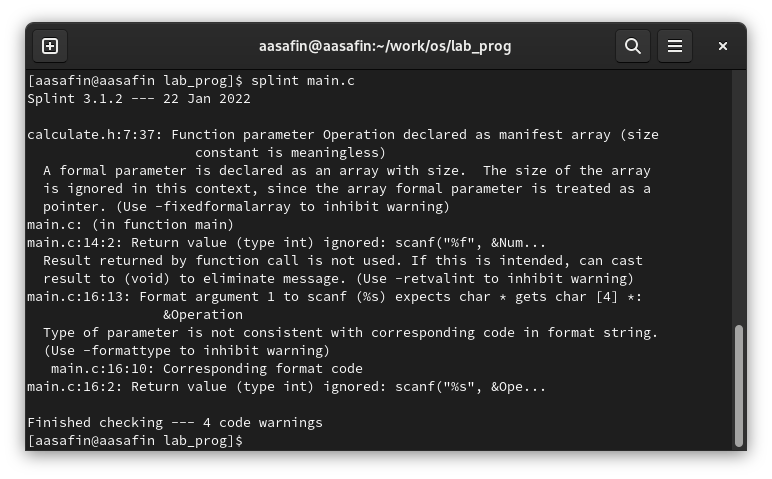 aasafin@aasafin:~/work/os/lab_prog
[aasafin@aasafin lab_prog]$ splint main.c
Splint 3.1.2 --- 22 Jan 2022

calculate.h:7:37: Function parameter Operation declared as manifest array (size
                     constant is meaningless)
  A formal parameter is declared as an array with size.  The size of the array
  is ignored in this context, since the array formal parameter is treated as a
  pointer. (Use -fixedformalarray to inhibit warning)
main.c: (in function main)
main.c:14:2: Return value (type int) ignored: scanf("%f", &Num...
  Result returned by function call is not used. If this is intended, can cast
  result to (void) to eliminate message. (Use -retvalint to inhibit warning)
main.c:16:13: Format argument 1 to scanf (%s) expects char * gets char [4] *:
                 &Operation
  Type of parameter is not consistent with corresponding code in format string.
  (Use -formattype to inhibit warning)
   main.c:16:10: Corresponding format code
main.c:16:2: Return value (type int) ignored: scanf("%s", &Ope...

Finished checking --- 4 code warnings
[aasafin@aasafin lab_prog]$